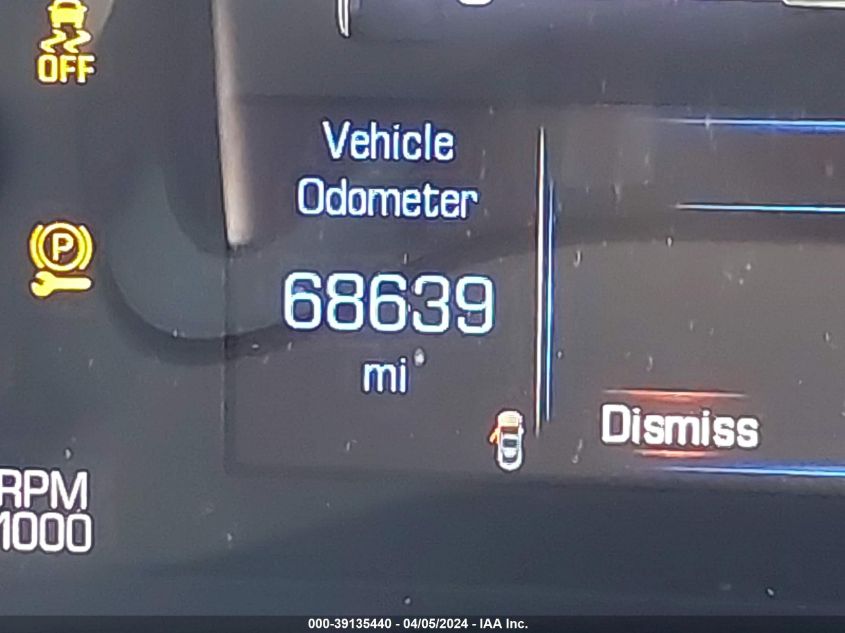 OFF
Vehicle
Odometer
P
68639
mi
Dismiss
RPM
1000
000-39135440 - 04/05/2024 - IAA Inc.